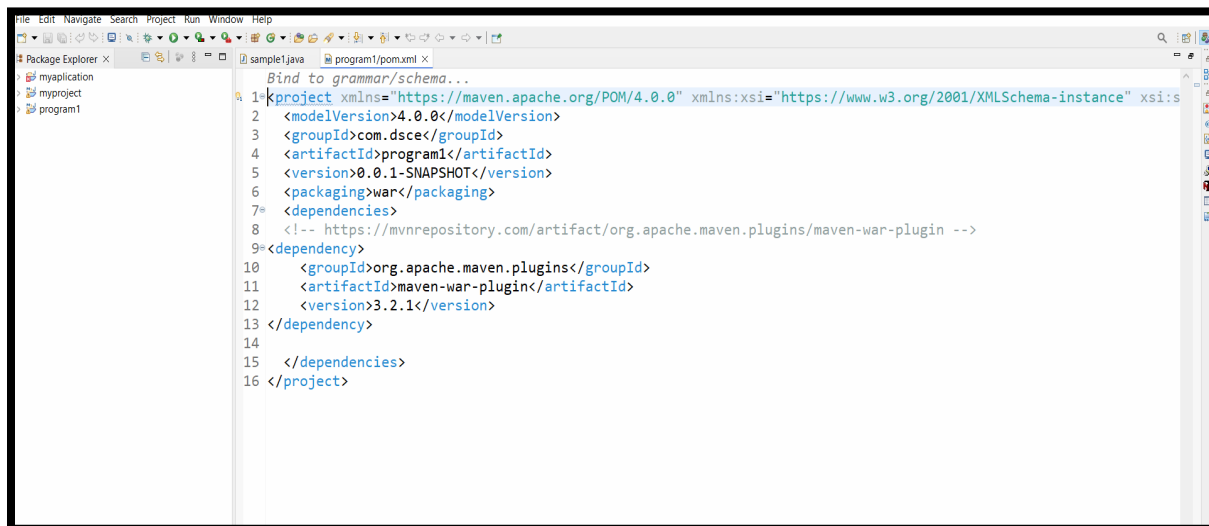 File Edit Navigate Search Project Run Window Help
Package Explorer
sample1.java program1/pom.xml
myaplication
myproject
program1
Bind to grammar/schema...
1 <project xmlns="https://maven.apache.org/POM/4.0.0" xmlns:xsi="https://www.w3.org/2001/XMLSchema-instance" xsi:s
2 <modelVersion>4.0.0</modelVersion>
3 <groupId>com.dsce</groupId>
4 <artifactId>program1</artifactId>
5 <version>0.0.1-SNAPSHOT</version>
6 <packaging>war</packaging>
7 <dependencies>
8 <!-- https://mvnrepository.com/artifact/org.apache.maven.plugins/maven-war-plugin -->
9 <dependency>
10 <groupId>org.apache.maven.plugins</groupId>
11 <artifactId>maven-war-plugin</artifactId>
12 <version>3.2.1</version>
13 </dependency>
14
15 </dependencies>
16 </project>